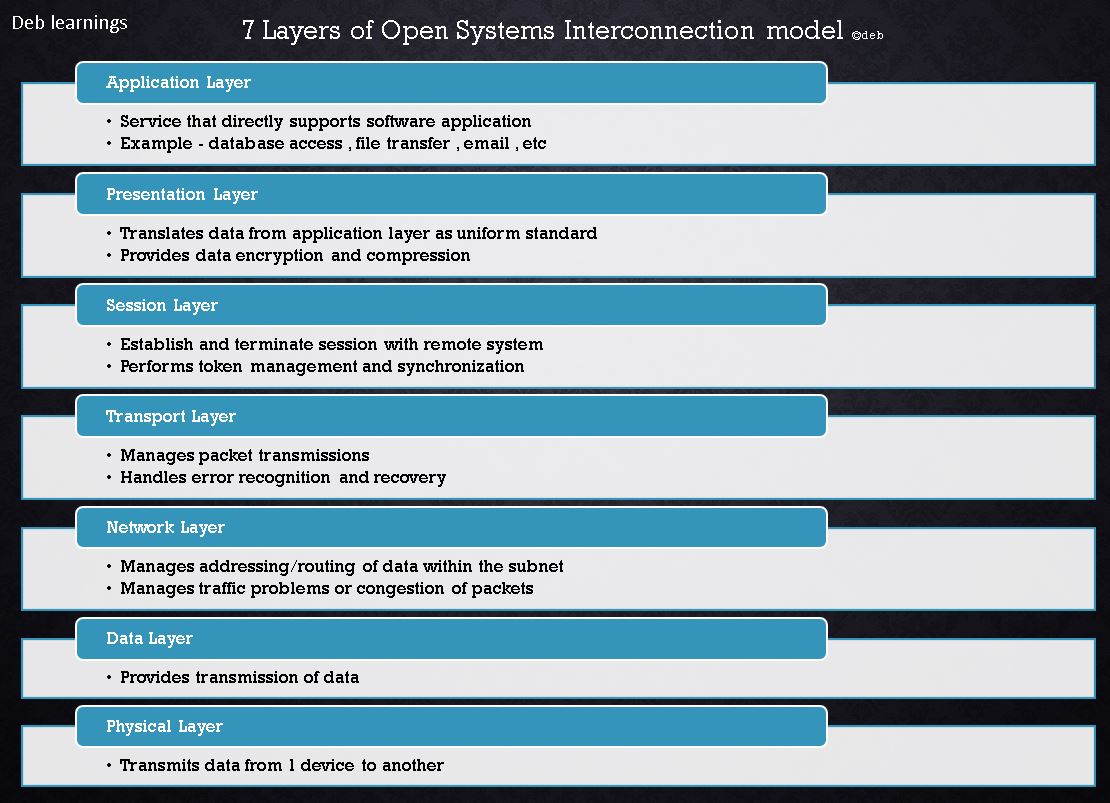 Deb learnings
7 Layers of Open Systems Interconnection model ©deb
Application Layer
• Service that directly supports software application
• Example - database access , file transfer , email , etc
Presentation Layer
• Translates data from application layer as uniform standard
• Provides data encryption and compression
Session Layer
• Establish and terminate session with remote system
• Performs token management and synchronization
Transport Layer
• Manages packet transmissions
• Handles error recognition and recovery
Network Layer
• Manages addressing/routing of data within the subnet
• Manages traffic problems or congestion of packets
Data Layer
• Provides transmission of data
Physical Layer
• Transmits data from 1 device to another